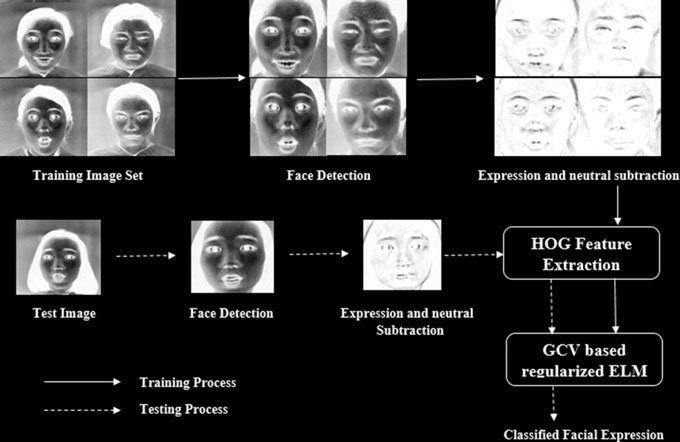 Training Image Set
Face Detection
Expression and neutral subtraction
HOG Feature
Extraction
Test Image
Face Detection
Expression and neutral
Subtraction
GCV based
regularized ELM
Training Process
Testing Process
Classified Facial Expression